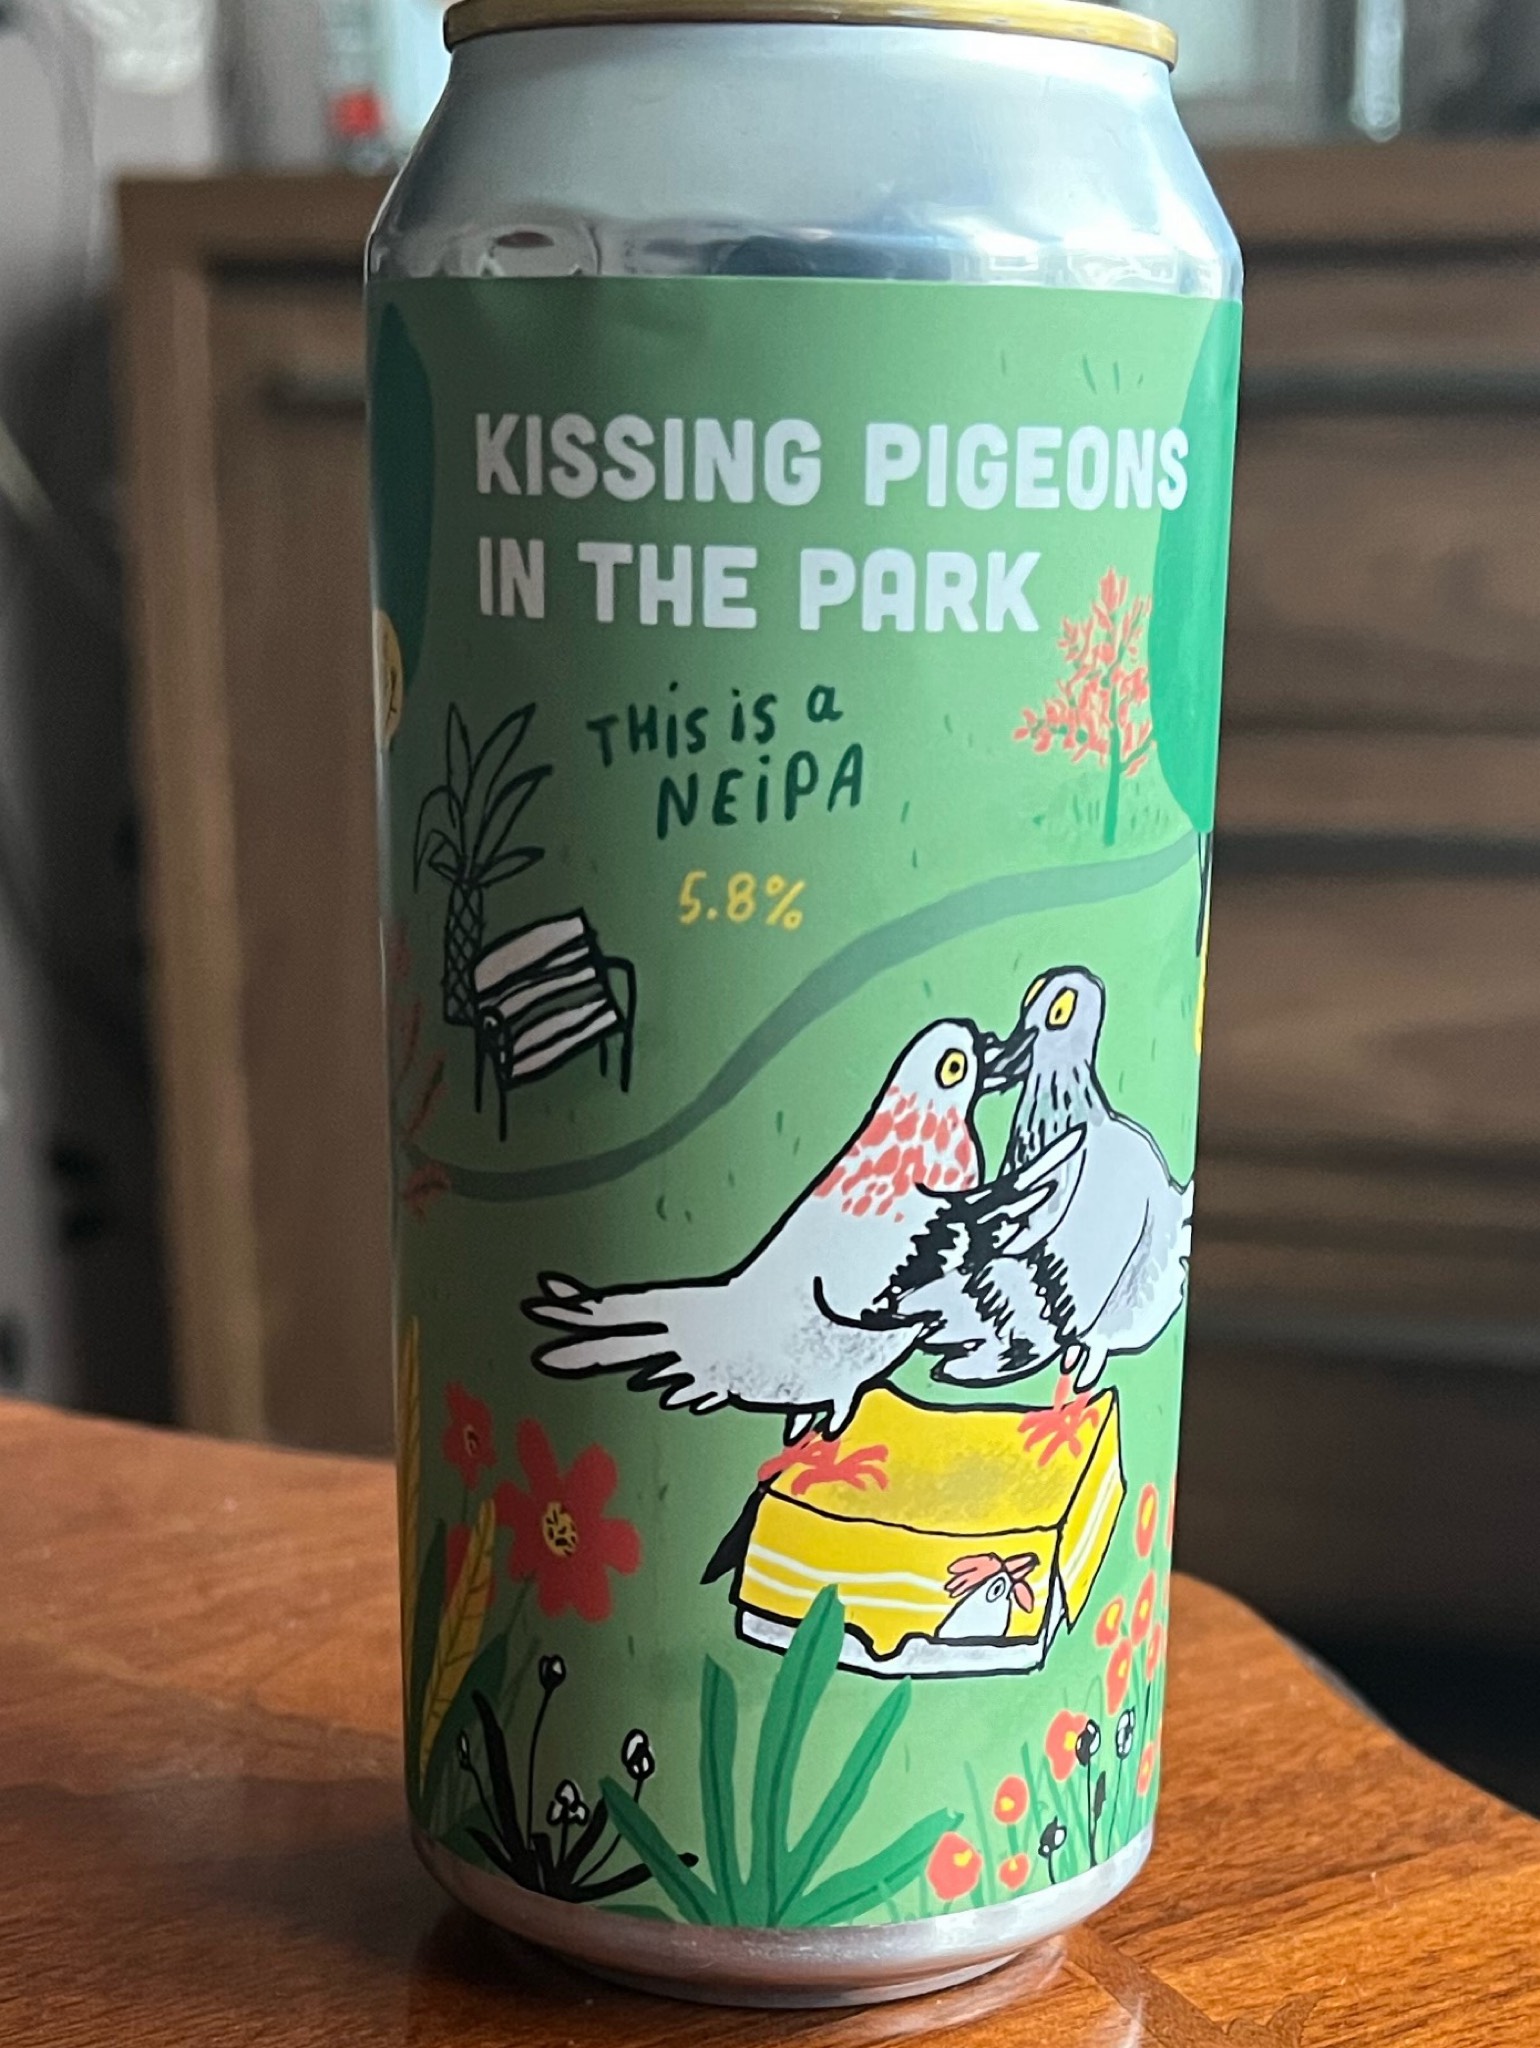 KISSING PIGEONS
IN THE PARK
THiS iS a
NEiPA
5.8%